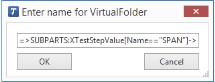 Enter name for VirtualFolder
=>SUBPARTS:XTestStepValue[Name=="SPAN"]->
OK
Cancel